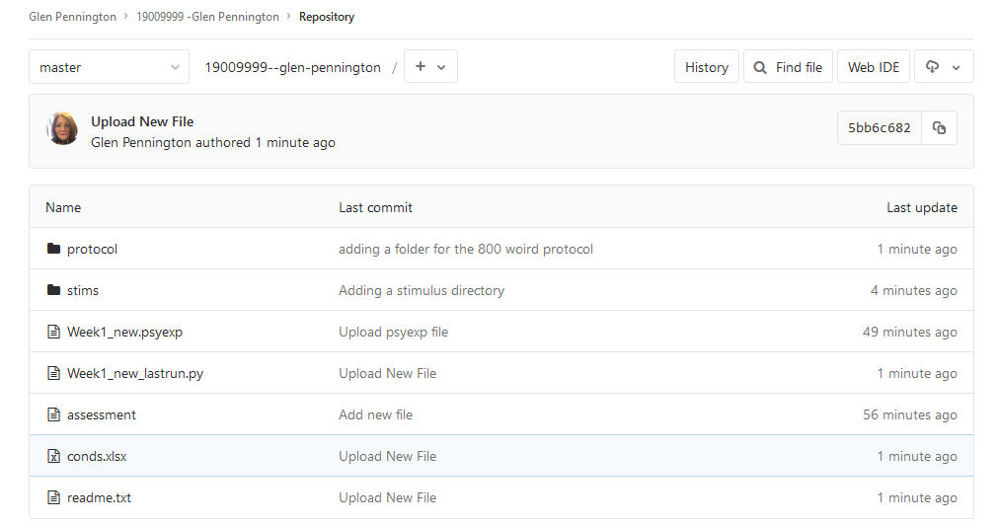 Glen Pennington > 19009999 -Glen Pennington > Repository
master 19009999--glen-pennington / + History Find file Web IDE
Upload New File
Glen Pennington authored 1 minute ago 5bb6c682
Name Last commit Last update
protocol adding a folder for the 800 woird protocol 1 minute ago
stims Adding a stimulus directory 4 minutes ago
Week1_new.psyexp Upload psyexp file 49 minutes ago
Week1_new_lastrun.py Upload New File 1 minute ago
assessment Add new file 56 minutes ago
conds.xlsx Upload New File 1 minute ago
readme.txt Upload New File 1 minute ago